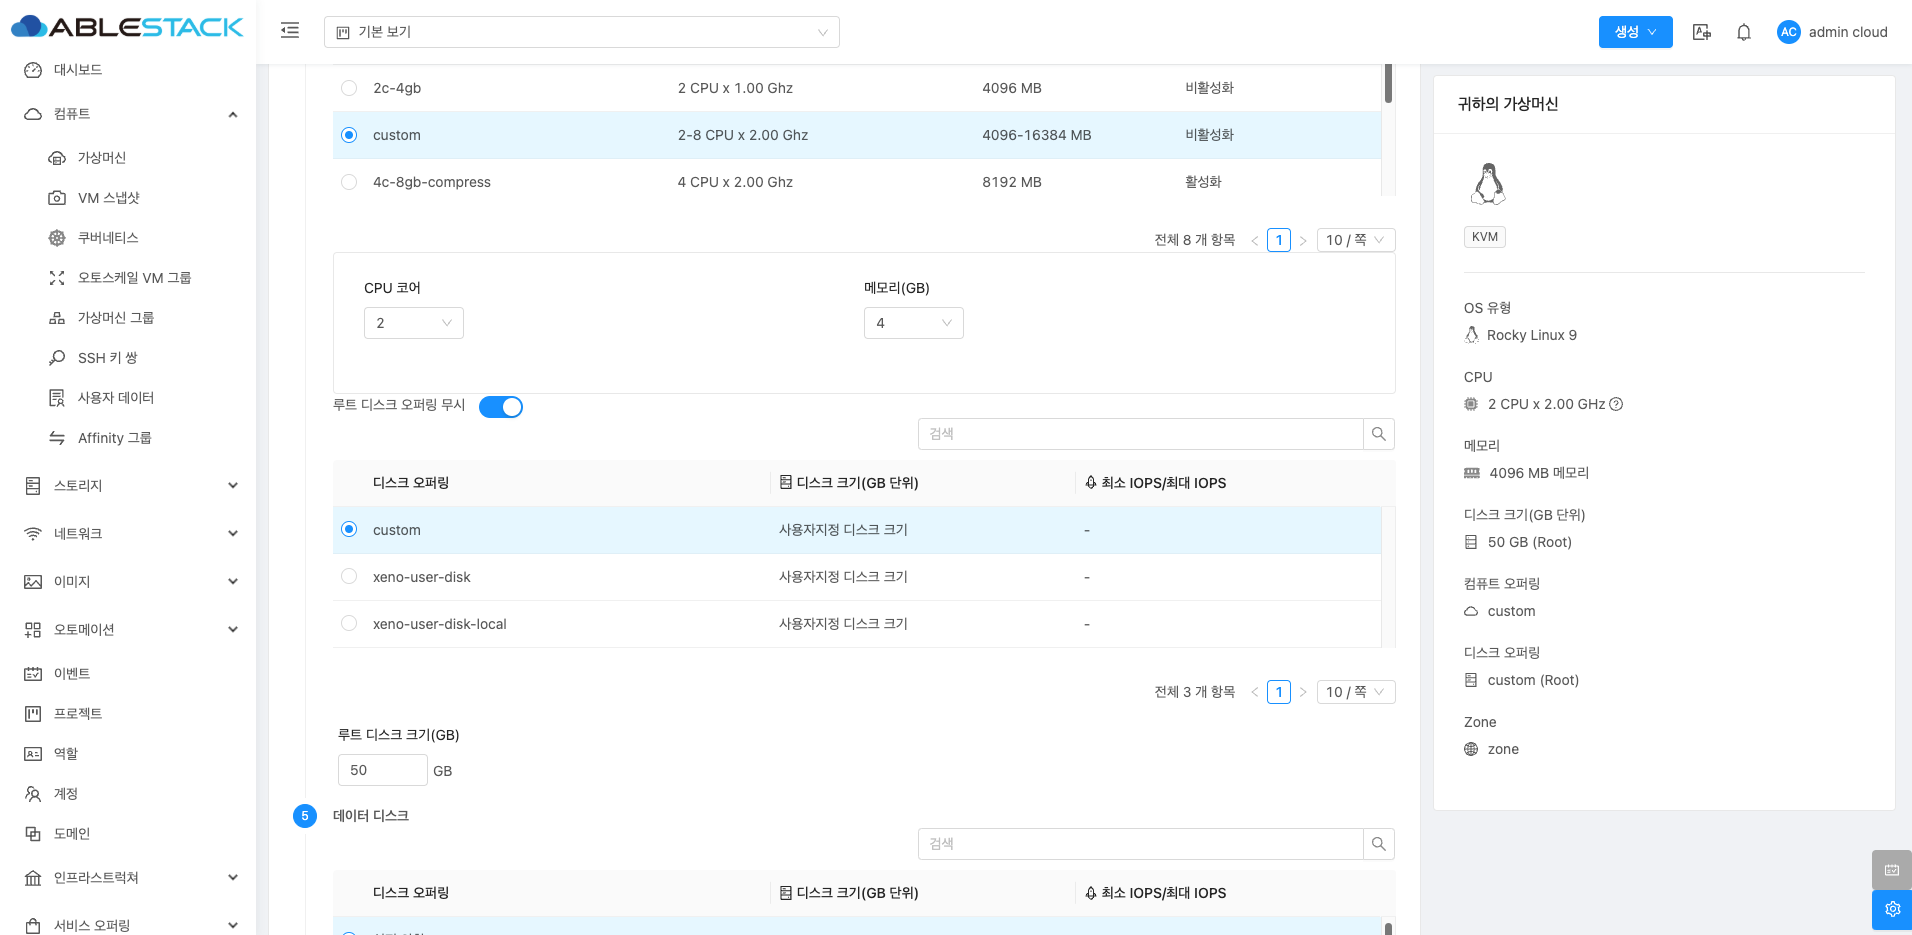 ABLESTACK
기본 보기
생성
AC
admin cloud
대시보드
컴퓨트
가상머신
VM 스냅샷
쿠버네티스
오토스케일 VM 그룹
가상머신 그룹
SSH 키 쌍
사용자 데이터
Affinity 그룹
스토리지
네트워크
이미지
오토메이션
이벤트
프로젝트
역할
계정
도메인
인프라스트럭쳐
서비스 오퍼링
2c-4gb 2 CPU x 1.00 Ghz 4096 MB 비활성화
custom 2-8 CPU x 2.00 Ghz 4096-16384 MB 비활성화
4c-8gb-compress 4 CPU x 2.00 Ghz 8192 MB 활성화
전체 8 개 항목 < 1 > 10 / 쪽
CPU 코어 메모리(GB)
2 4
루트 디스크 오퍼링 무시
검색
디스크 오퍼링 디스크 크기(GB 단위) 최소 IOPS/최대 IOPS
custom 사용자지정 디스크 크기 -
xeno-user-disk 사용자지정 디스크 크기 -
xeno-user-disk-local 사용자지정 디스크 크기 -
전체 3 개 항목 < 1 > 10 / 쪽
루트 디스크 크기(GB)
50 GB
5 데이터 디스크
검색
디스크 오퍼링 디스크 크기(GB 단위) 최소 IOPS/최대 IOPS
귀하의 가상머신
KVM
OS 유형
Rocky Linux 9
CPU
2 CPU x 2.00 GHz
메모리
4096 MB 메모리
디스크 크기(GB 단위)
50 GB (Root)
컴퓨트 오퍼링
custom
디스크 오퍼링
custom (Root)
Zone
zone